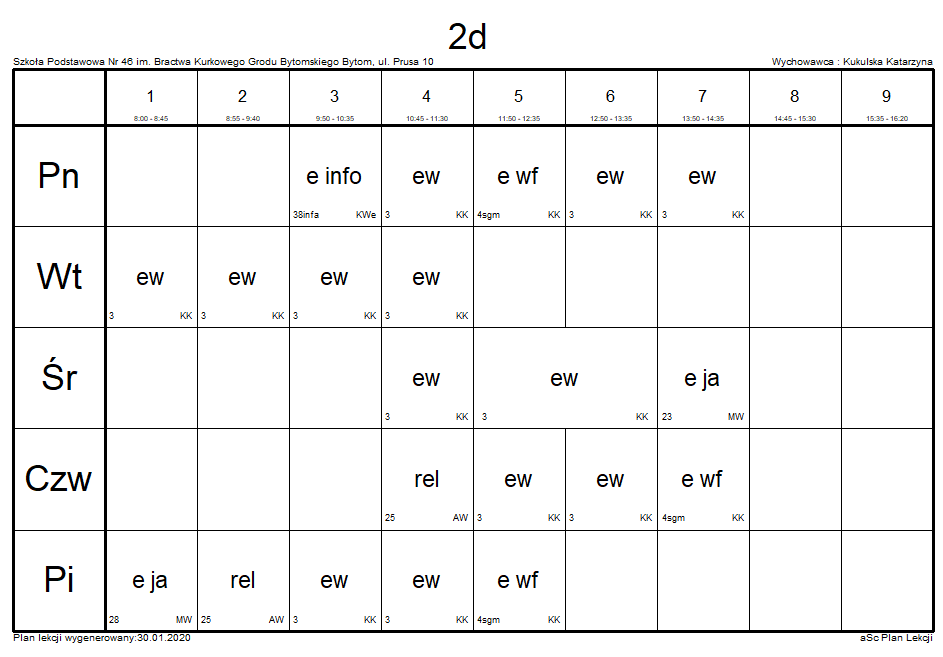 2d
Szkoła Podstawowa Nr 46 im. Bractwa Kurkowego Grodu Bytomskiego Bytom, ul. Prusa 10 Wychowawca : Kukulska Katarzyna
1 2 3 4 5 6 7 8 9
8:00 - 8:45 8:55 - 9:40 9:50 - 10:35 10:45 - 11:30 11:50 - 12:35 12:50 - 13:35 13:50 - 14:35 14:45 - 15:30 15:35 - 16:20
Pn e info ew e wf ew ew
38infa KWe 3 KK 4sgm KK 3 KK 3 KK
Wt ew ew ew ew
3 KK 3 KK 3 KK 3 KK
Śr ew ew e ja
3 KK 3 KK 23 MW
Czw rel ew ew e wf
25 AW 3 KK 3 KK 4sgm KK
Pi e ja rel ew ew e wf
28 MW 25 AW 3 KK 3 KK 4sgm KK
Plan lekcji wygenerowany:30.01.2020 aSc Plan Lekcji